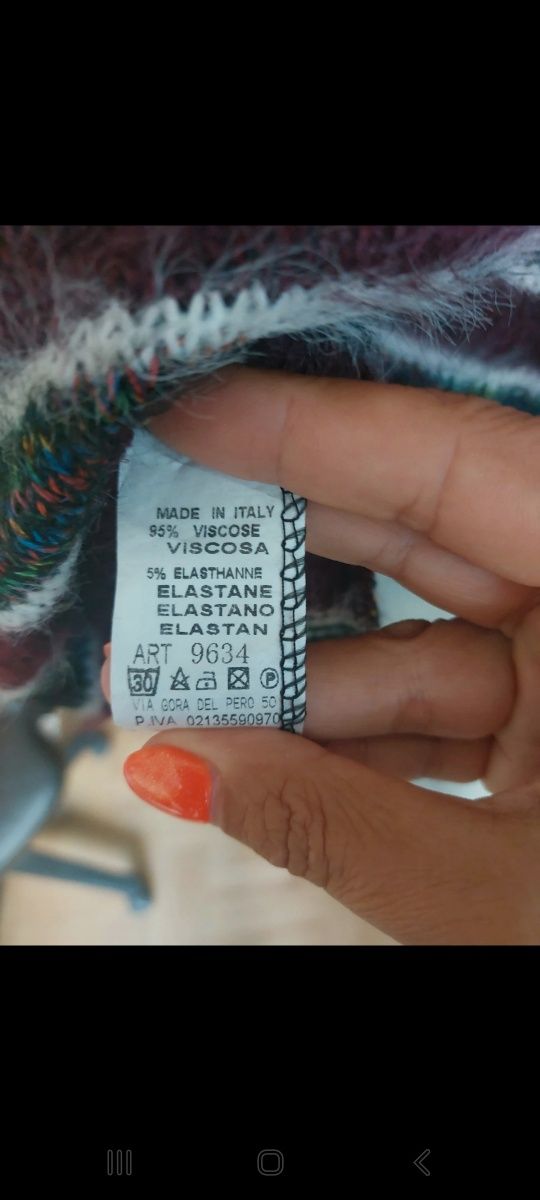 MADE IN ITALY
95% VISCOSE
VISCOSA
5% ELASTHANNE
ELASTANE
ELASTANO
ELASTAN
ART 9634
30 P
VIA GORA DEL PERO 50
P.IVA 02135590970